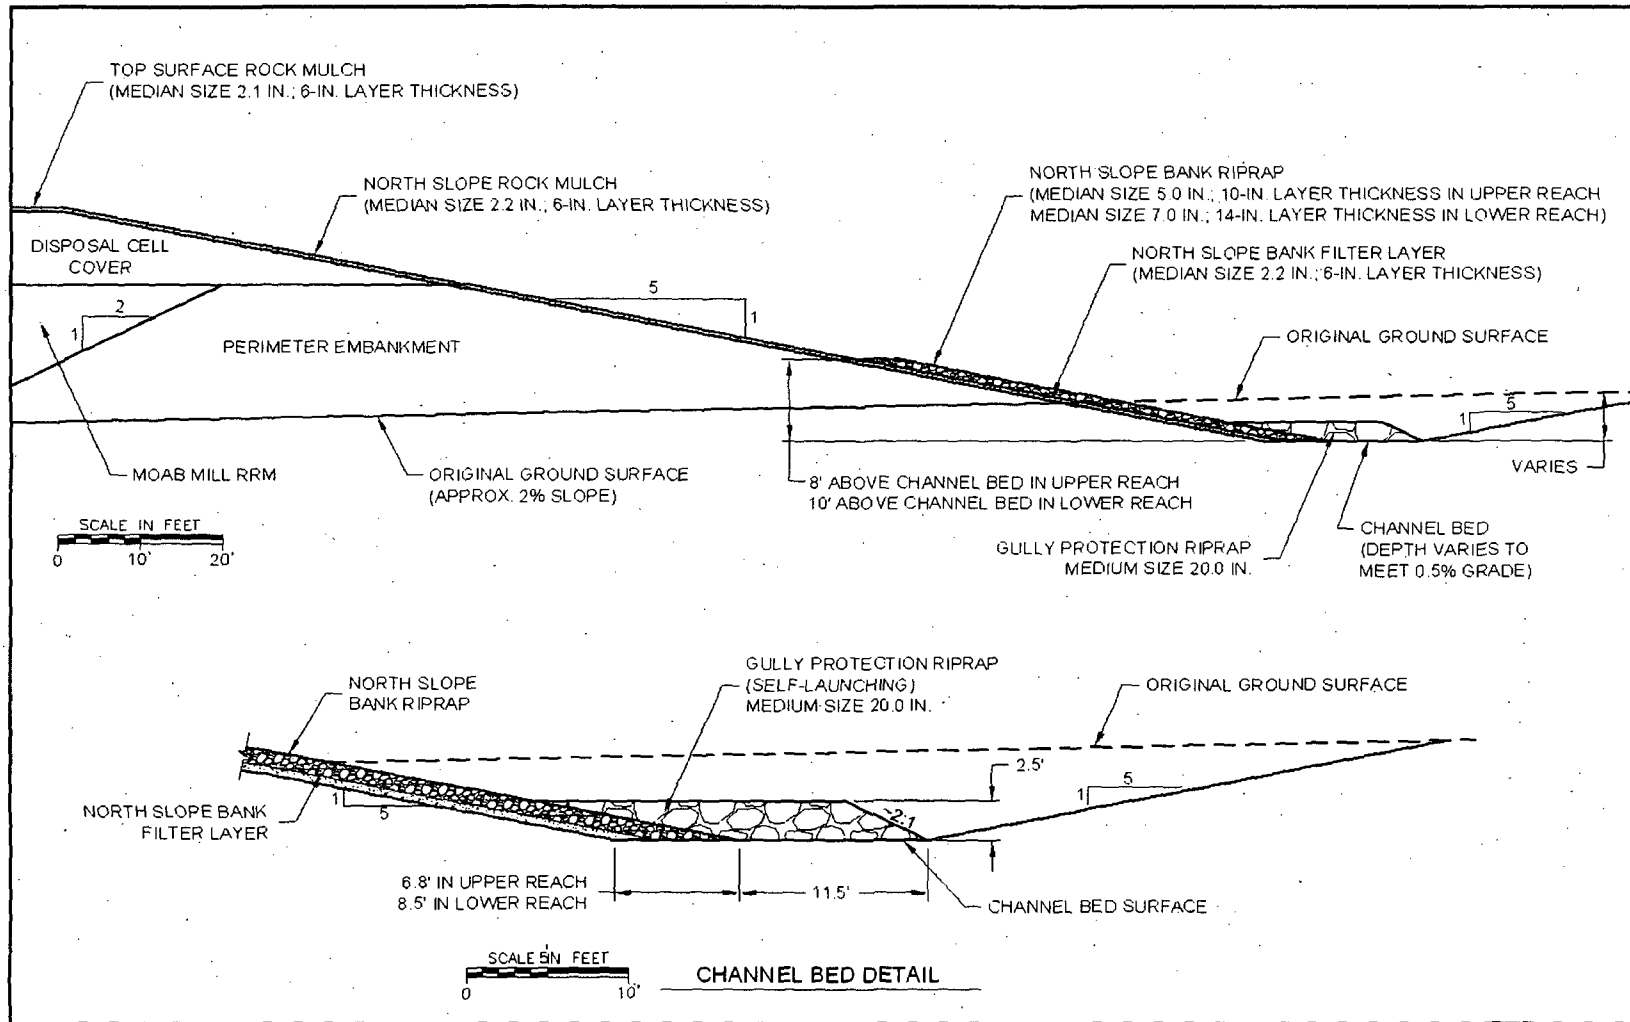 TOP SURFACE ROCK MULCH
(MEDIAN SIZE 2.1 IN.; 6-IN. LAYER THICKNESS)
NORTH SLOPE ROCK MULCH
(MEDIAN SIZE 2.2 IN.; 6-IN. LAYER THICKNESS)
NORTH SLOPE BANK RIPRAP
(MEDIAN SIZE 5.0 IN.; 10-IN. LAYER THICKNESS IN UPPER REACH
MEDIAN SIZE 7.0 IN.; 14-IN. LAYER THICKNESS IN LOWER REACH)
DISPOSAL CELL
COVER
NORTH SLOPE BANK FILTER LAYER
(MEDIAN SIZE 2.2 IN.; 6-IN. LAYER THICKNESS)
5
1
2
1
PERIMETER EMBANKMENT
ORIGINAL GROUND SURFACE
5
1
MOAB MILL RRM
ORIGINAL GROUND SURFACE
(APPROX. 2% SLOPE)
8' ABOVE CHANNEL BED IN UPPER REACH
10' ABOVE CHANNEL BED IN LOWER REACH
VARIES
SCALE IN FEET
0
10'
20'
GULLY PROTECTION RIPRAP
MEDIUM SIZE 20.0 IN.
CHANNEL BED
(DEPTH VARIES TO
MEET 0.5% GRADE)
NORTH SLOPE
BANK RIPRAP
GULLY PROTECTION RIPRAP
(SELF-LAUNCHING)
MEDIUM SIZE 20.0 IN.
ORIGINAL GROUND SURFACE
2.5'
1
5
1
5
~2:1
NORTH SLOPE BANK
FILTER LAYER
6.8' IN UPPER REACH
8.5' IN LOWER REACH
11.5'
CHANNEL BED SURFACE
SCALE IN FEET
0
5'
10'
CHANNEL BED DETAIL